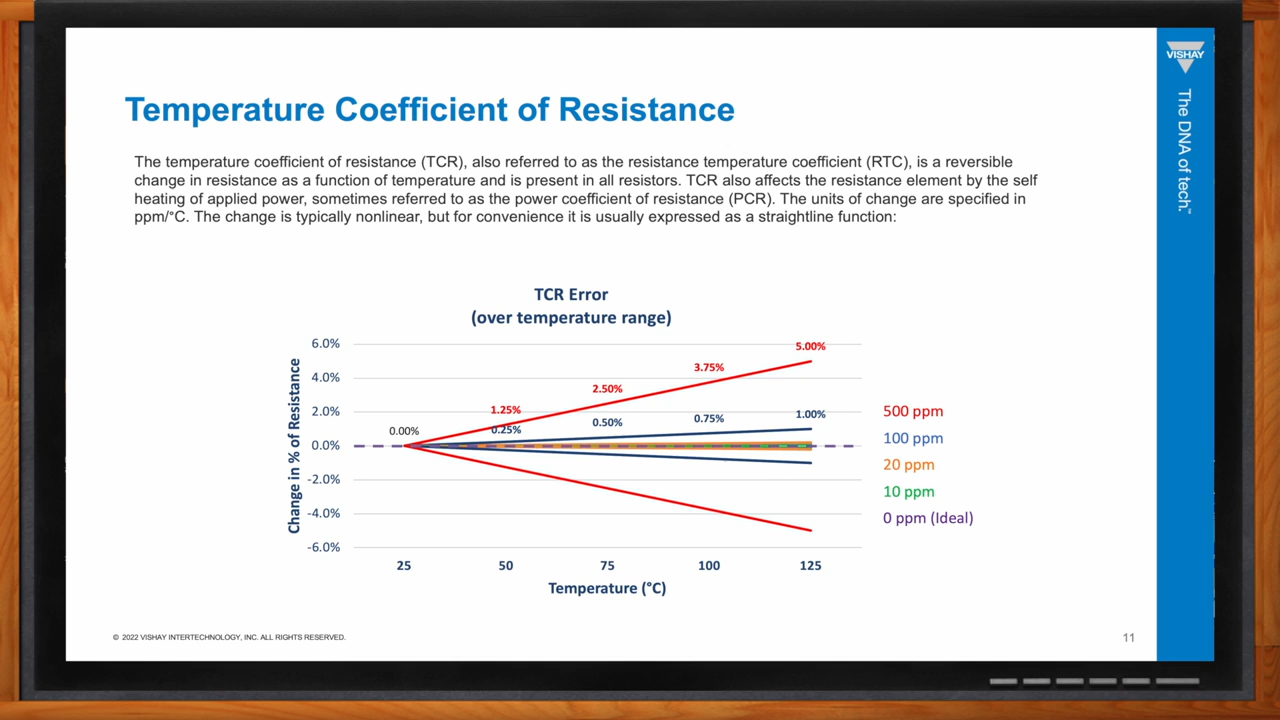 VISHAY
The DNA of tech.™
Temperature Coefficient of Resistance
The temperature coefficient of resistance (TCR), also referred to as the resistance temperature coefficient (RTC), is a reversible
change in resistance as a function of temperature and is present in all resistors. TCR also affects the resistance element by the self
heating of applied power, sometimes referred to as the power coefficient of resistance (PCR). The units of change are specified in
ppm/°C. The change is typically nonlinear, but for convenience it is usually expressed as a straightline function:
TCR Error
(over temperature range)
Change in % of Resistance
6.0%
4.0%
2.0%
0.0%
-2.0%
-4.0%
-6.0%
0.00%
1.25%
2.50%
3.75%
5.00%
0.25%
0.50%
0.75%
1.00%
25 50 75 100 125
Temperature (°C)
500 ppm
100 ppm
20 ppm
10 ppm
0 ppm (Ideal)
© 2022 VISHAY INTERTECHNOLOGY, INC. ALL RIGHTS RESERVED.
11